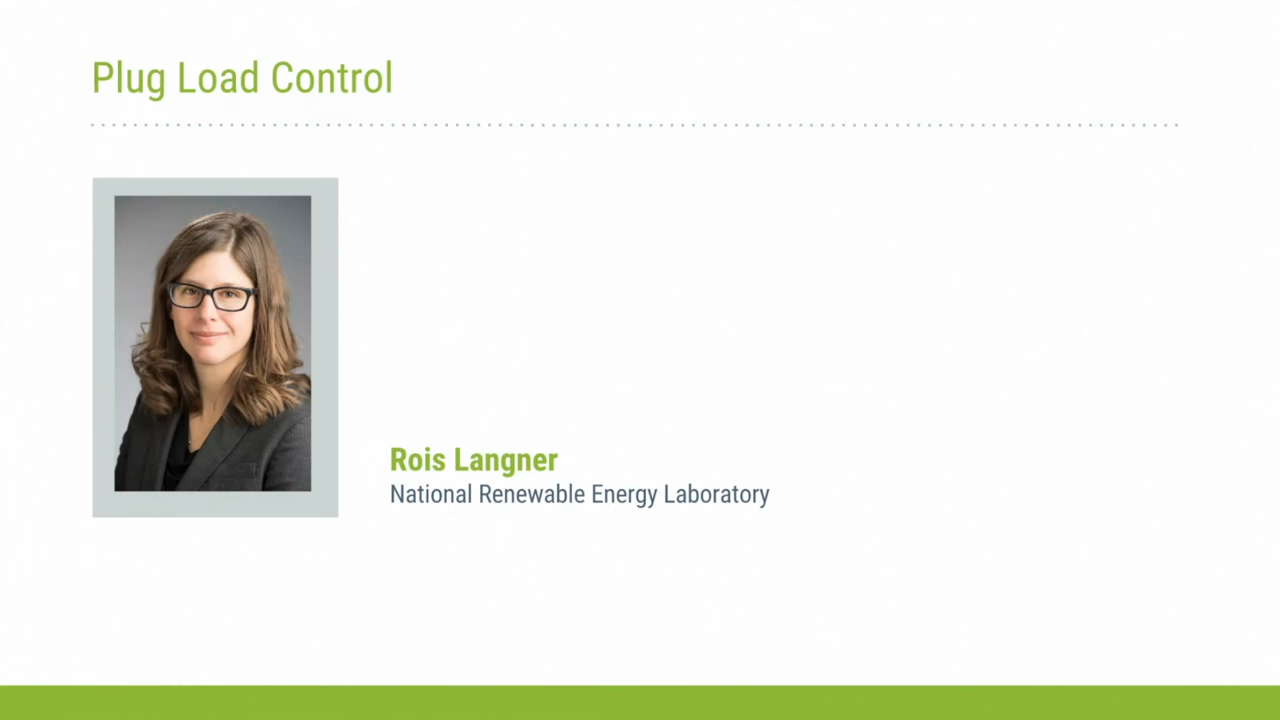 Plug Load Control
Rois Langner
National Renewable Energy Laboratory